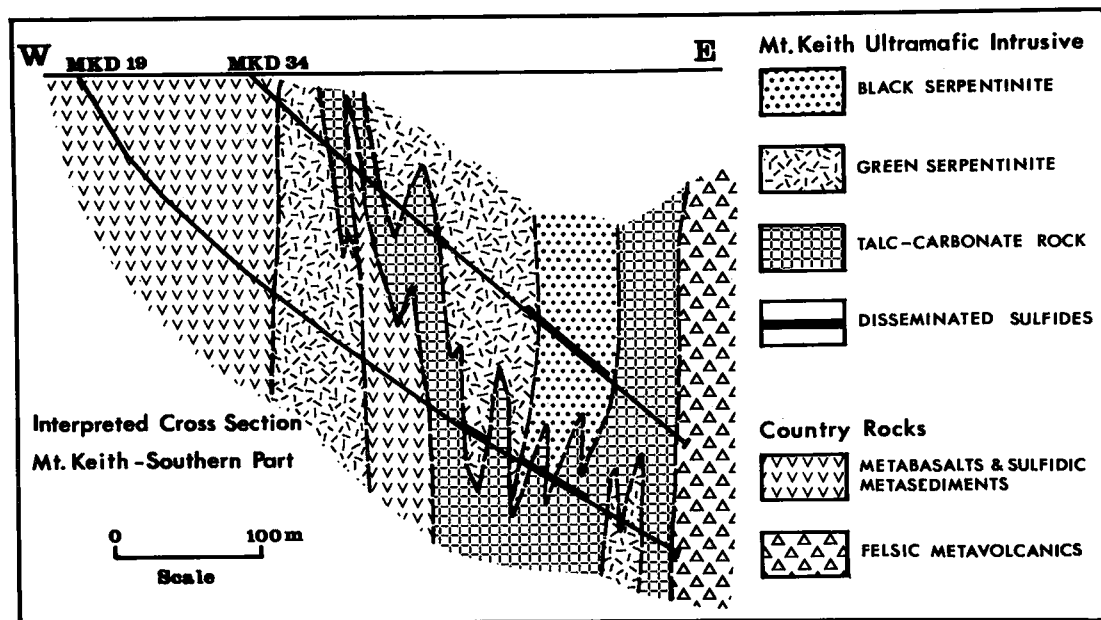 W
MKD 19
MKD 34
E
Interpreted Cross Section
Mt. Keith - Southern Part
0
100 m
Scale
Mt. Keith Ultramafic Intrusive
BLACK SERPENTINITE
GREEN SERPENTINITE
TALC-CARBONATE ROCK
DISSEMINATED SULFIDES
Country Rocks
METABASALTS & SULFIDIC
METASEDIMENTS
FELSIC METAVOLCANICS